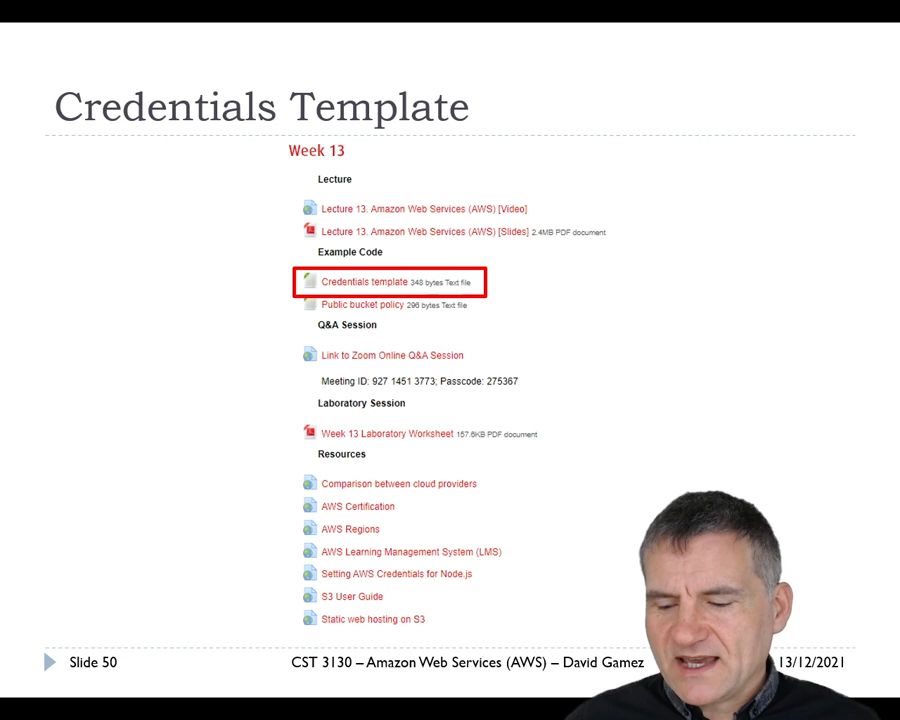 Credentials Template
Week 13
Lecture
Lecture 13. Amazon Web Services (AWS) [Video]
Lecture 13. Amazon Web Services (AWS) [Slides] 2.4MB PDF document
Example Code
Credentials template 348 bytes Text file
Public bucket policy 296 bytes Text file
Q&A Session
Link to Zoom Online Q&A Session
Meeting ID: 927 1451 3773; Passcode: 275367
Laboratory Session
Week 13 Laboratory Worksheet 157.6KB PDF document
Resources
Comparison between cloud providers
AWS Certification
AWS Regions
AWS Learning Management System (LMS)
Setting AWS Credentials for Node.js
S3 User Guide
Static web hosting on S3
Slide 50 CST 3130 – Amazon Web Services (AWS) – David Gamez 13/12/2021